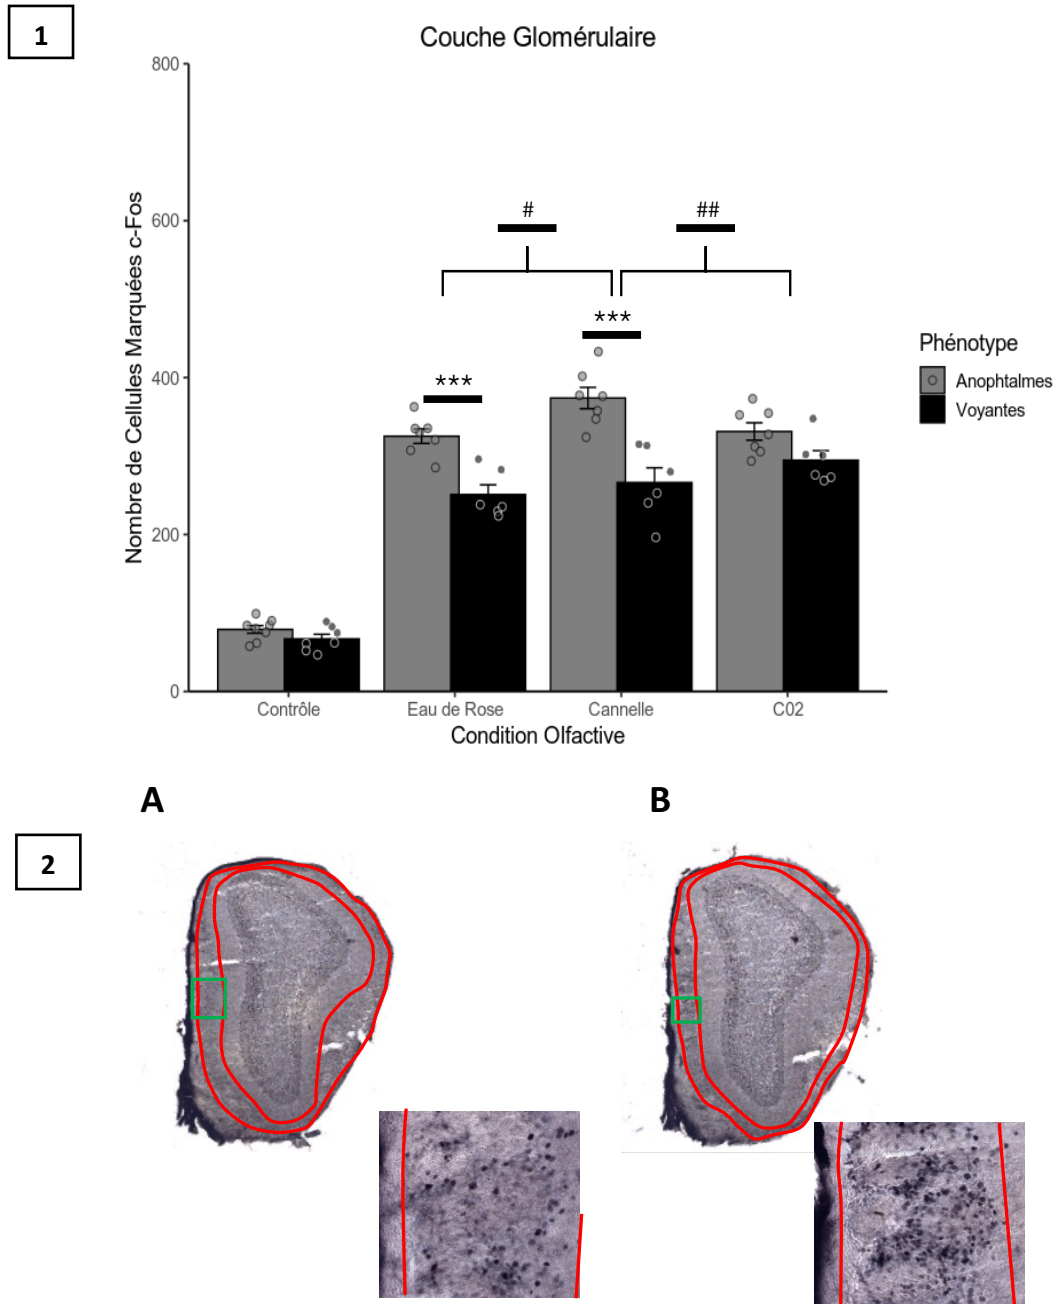 1
Couche Glomérulaire
Nombre de Cellules Marquées c-Fos
800
600
400
200
0
#
##
***
***
Phénotype
Anophtalmes
Voyantes
Contrôle
Eau de Rose
Cannelle
C02
Condition Olfactive
A
B
2